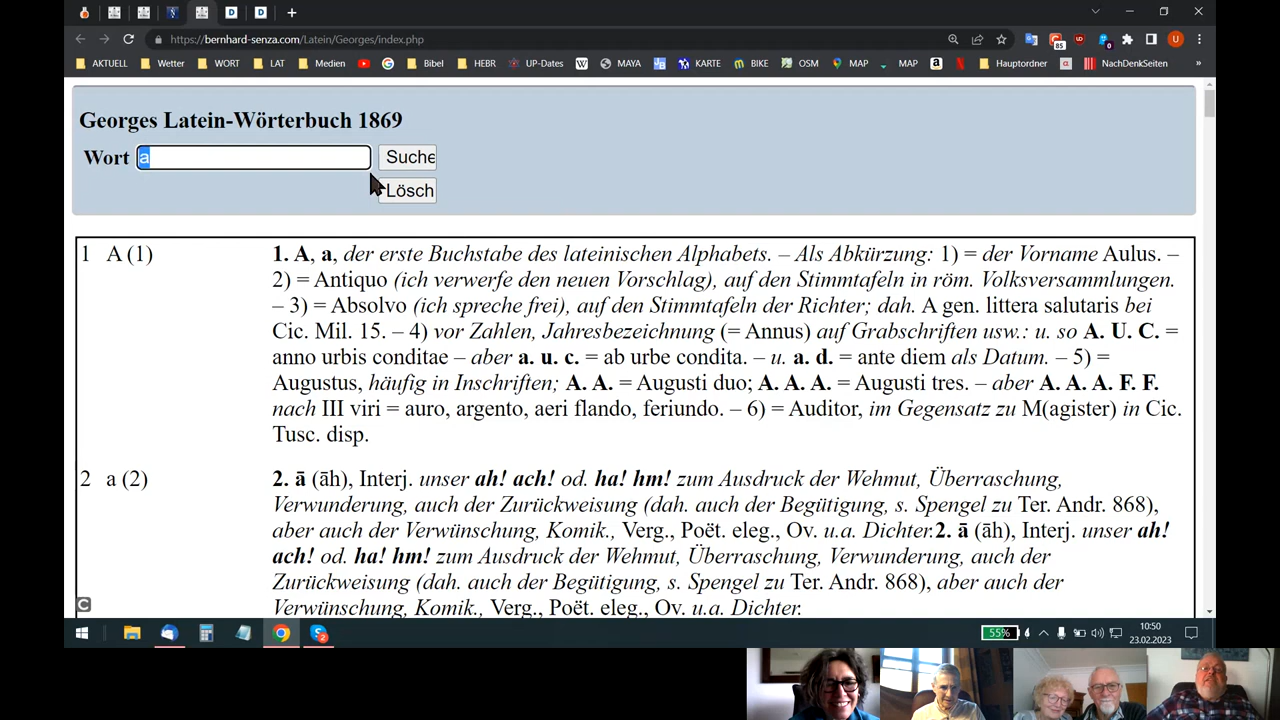 https://bernhard-senza.com/Latein/Georges/index.php
85
0
U
AKTUELL Wetter WORT LAT Medien Bibel HEBR UP-Dates W MAYA KARTE BIKE OSM MAP MAP a Hauptordner NachDenkSeiten »
Georges Latein-Wörterbuch 1869
Wort a Suche
Lösch
1 A (1) 1. A, a, der erste Buchstabe des lateinischen Alphabets. – Als Abkürzung: 1) = der Vorname Aulus. –
2) = Antiquo (ich verwerfe den neuen Vorschlag), auf den Stimmtafeln in röm. Volksversammlungen.
– 3) = Absolvo (ich spreche frei), auf den Stimmtafeln der Richter; dah. A gen. littera salutaris bei
Cic. Mil. 15. – 4) vor Zahlen, Jahresbezeichnung (= Annus) auf Grabschriften usw.: u. so A. U. C. =
anno urbis conditae – aber a. u. c. = ab urbe condita. – u. a. d. = ante diem als Datum. – 5) =
Augustus, häufig in Inschriften; A. A. = Augusti duo; A. A. A. = Augusti tres. – aber A. A. A. F. F.
nach III viri = auro, argento, aeri flando, feriundo. – 6) = Auditor, im Gegensatz zu M(agister) in Cic.
Tusc. disp.
2 a (2) 2. ā (āh), Interj. unser ah! ach! od. ha! hm! zum Ausdruck der Wehmut, Überraschung,
Verwunderung, auch der Zurückweisung (dah. auch der Begütigung, s. Spengel zu Ter. Andr. 868),
aber auch der Verwünschung, Komik., Verg., Poët. eleg., Ov. u.a. Dichter.2. ā (āh), Interj. unser ah!
ach! od. ha! hm! zum Ausdruck der Wehmut, Überraschung, Verwunderung, auch der
Zurückweisung (dah. auch der Begütigung, s. Spengel zu Ter. Andr. 868), aber auch der
Verwünschung, Komik., Verg., Poët. eleg., Ov. u.a. Dichter.
55%
10:50
23.02.2023